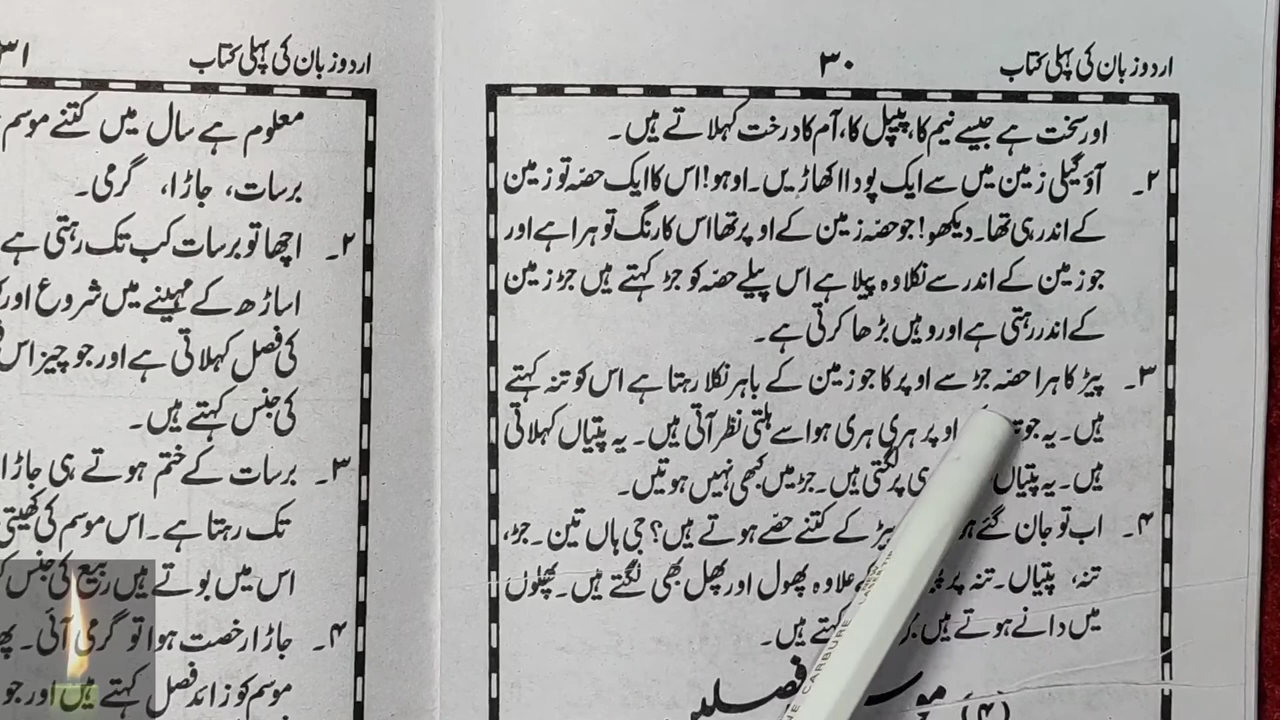 اردو زبان کی پہلی کتاب
۳۰
اور سخت ہے جیسے نیم کا، پیپل کا، آم کا درخت کہلاتے ہیں۔
۲۔ آؤ گیلی زمین میں سے ایک پودا اکھاڑیں۔ اوہو! اس کا ایک حصّہ تو زمین
کے اندر ہی تھا۔ دیکھو! جو حصّہ زمین کے اوپر تھا اس کا رنگ تو ہرا ہے اور
جو زمین کے اندر سے نکلا وہ پیلا ہے اس پیلے حصّہ کو جڑ کہتے ہیں جڑ زمین
کے اندر رہتی ہے اور وہیں بڑھا کرتی ہے۔
۳۔ پیڑ کا ہرا حصّہ جڑ سے اوپر کا جو زمین کے باہر نکلا رہتا ہے اس کو تنہ کہتے
ہیں۔ یہ جو اوپر ہری ہری ہوا سے ہلتی نظر آتی ہیں۔ یہ پتیاں کہلاتی
ہیں۔ یہ پتیاں پر لگتی ہیں۔ جڑ میں کبھی نہیں ہوتیں۔
۴۔ اب تو جان گئے پیڑ کے کتنے حصّے ہوتے ہیں؟ جی ہاں تین۔ جڑ،
تنہ، پتیاں۔ تنہ پر کے علاوہ پھول اور پھل بھی لگتے ہیں۔ پھلوں
میں دانے ہوتے ہیں کہتے ہیں۔
(۴)
اردو زبان کی پہلی کتاب
۳۱
معلوم ہے سال میں کتنے موسم
برسات، جاڑا، گرمی۔
۲۔ اچھا تو برسات کب تک رہتی ہے
اساڑھ کے مہینے میں شروع اور
کی فصل کہلاتی ہے اور جو چیز اس
کی جنس کہتے ہیں۔
۳۔ برسات کے ختم ہوتے ہی جاڑا
تک رہتا ہے۔ اس موسم کی کھیتی
اس میں بوتے ہیں ربیع کی جنس
۴۔ جاڑا رخصت ہوا تو گرمی آئی۔
موسم کو زائد فصل کہتے ہیں اور جو